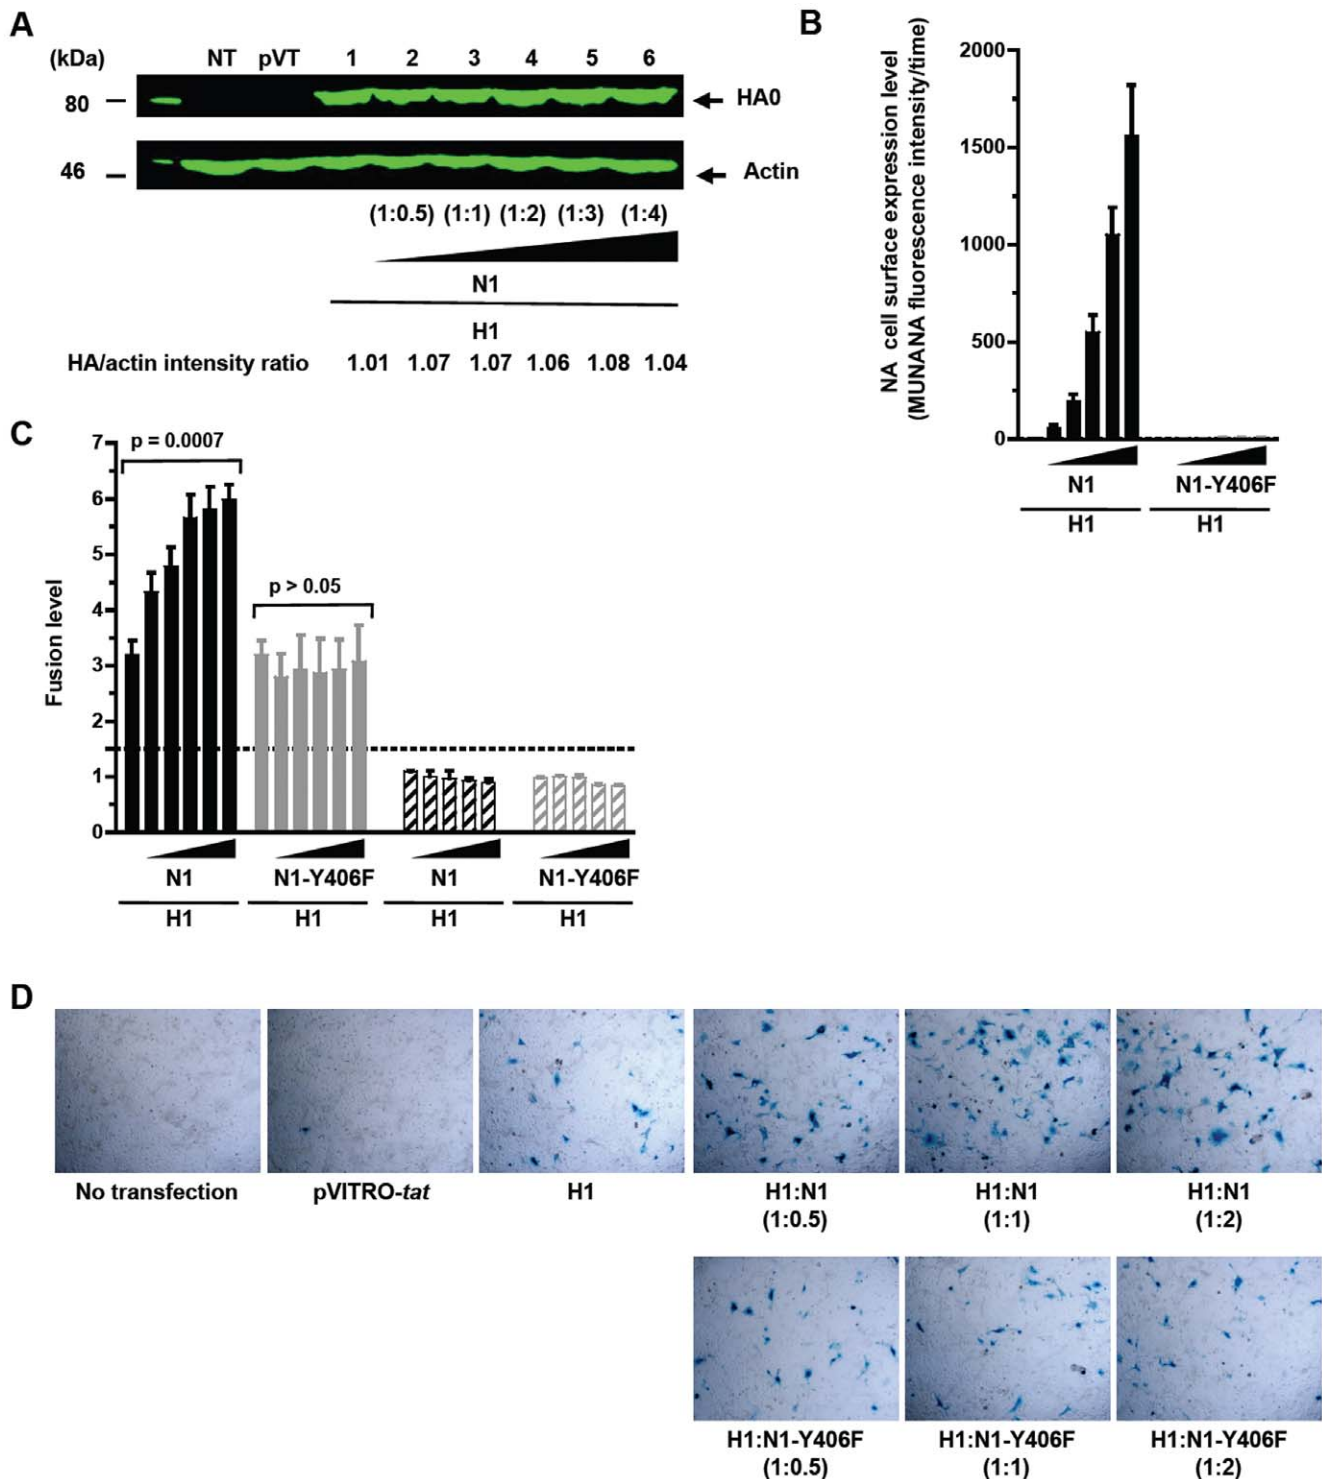 A
(kDa) NT pVT 1 2 3 4 5 6
80 HA0
46 Actin
(1:0.5) (1:1) (1:2) (1:3) (1:4)
N1
H1
HA/actin intensity ratio 1.01 1.07 1.07 1.06 1.08 1.04
B
NA cell surface expression level
(MUNANA fluorescence intensity/time)
2000
1500
1000
500
0
N1 N1-Y406F
H1 H1
C
Fusion level
7
6
5
4
3
2
1
0
p = 0.0007
p > 0.05
N1 N1-Y406F N1 N1-Y406F
H1 H1 H1 H1
D
No transfection pVITRO-tat H1 H1:N1 H1:N1 H1:N1
(1:0.5) (1:1) (1:2)
H1:N1-Y406F H1:N1-Y406F H1:N1-Y406F
(1:0.5) (1:1) (1:2)